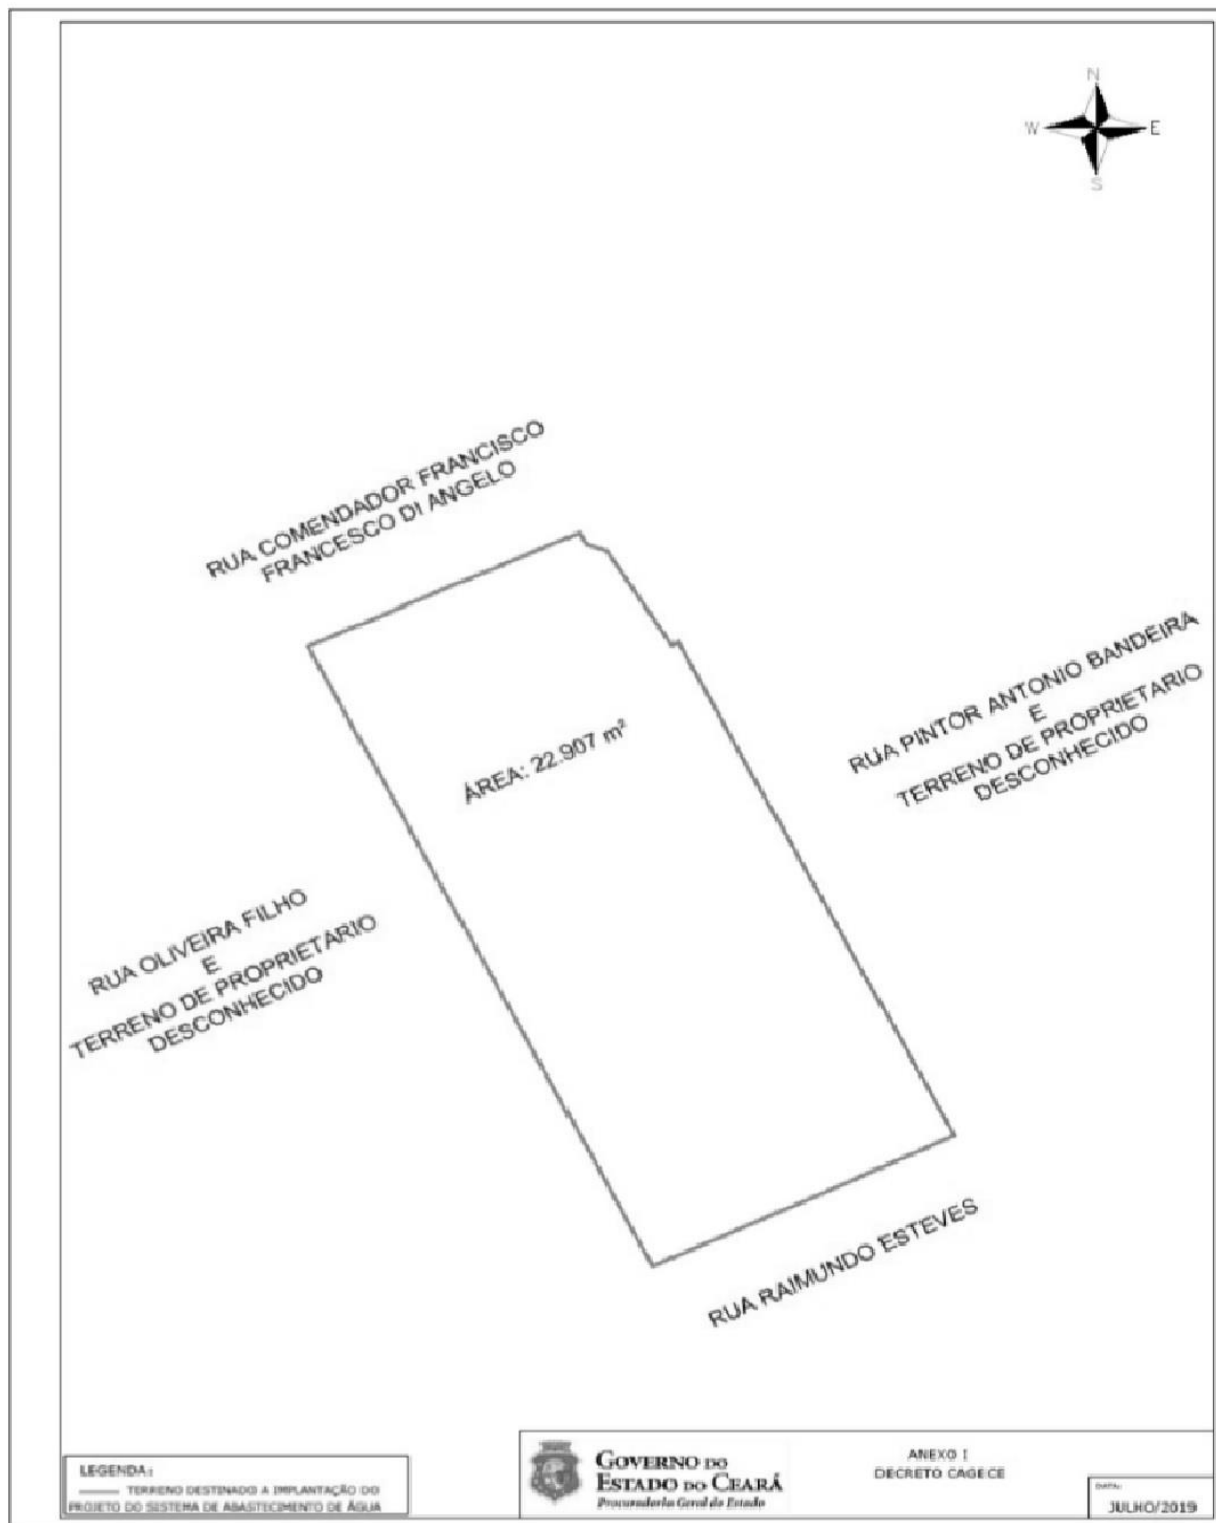 N
W E
S
RUA COMENDADOR FRANCISCO
FRANCESCO DI ANGELO
RUA PINTOR ANTONIO BANDEIRA
E
TERRENO DE PROPRIETARIO
DESCONHECIDO
ÁREA: 22.907 m²
RUA OLIVEIRA FILHO
E
TERRENO DE PROPRIETARIO
DESCONHECIDO
RUA RAIMUNDO ESTEVES
LEGENDA:
TERRENO DESTINADO A IMPLANTAÇÃO DO
PROJETO DO SISTEMA DE ABASTECIMENTO DE ÁGUA
GOVERNO DO
ESTADO DO CEARÁ
Procuradoria Geral do Estado
ANEXO I
DECRETO CAGECE
DATA:
JULHO/2019